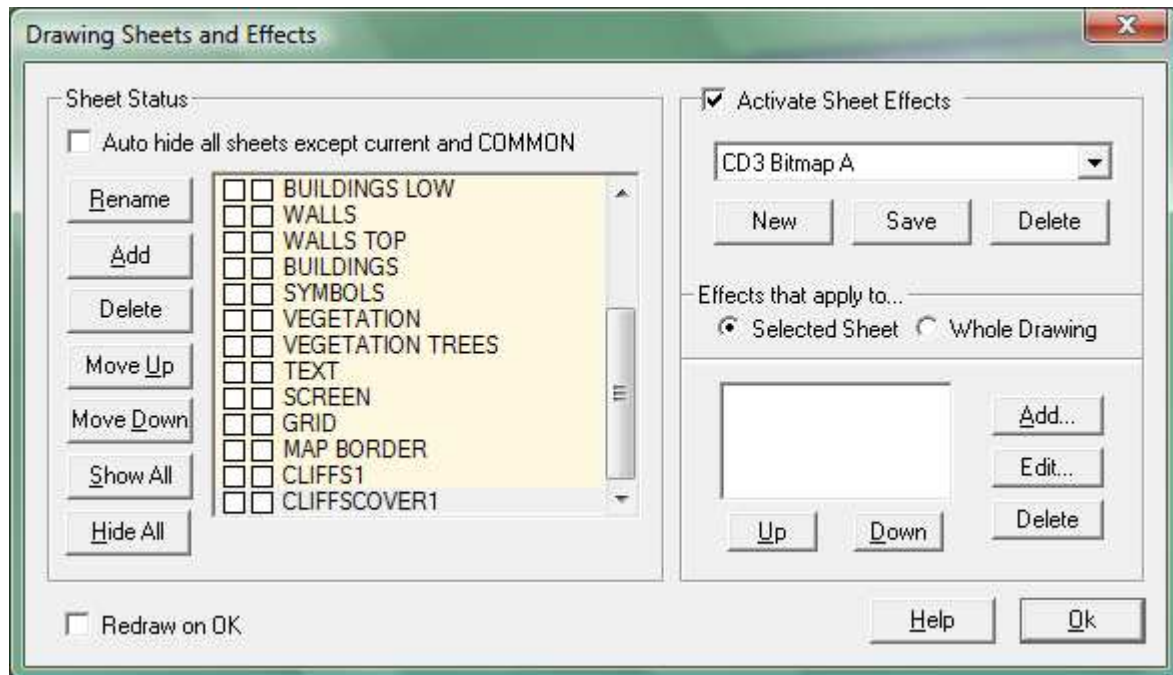 Drawing Sheets and Effects
Sheet Status
Auto hide all sheets except current and COMMON
Rename
Add
Delete
Move Up
Move Down
Show All
Hide All
BUILDINGS LOW
WALLS
WALLS TOP
BUILDINGS
SYMBOLS
VEGETATION
VEGETATION TREES
TEXT
SCREEN
GRID
MAP BORDER
CLIFFS1
CLIFFSCOVER1
Redraw on OK
Activate Sheet Effects
CD3 Bitmap A
New Save Delete
Effects that apply to...
Selected Sheet Whole Drawing
Add...
Edit...
Delete
Up Down
Help Ok